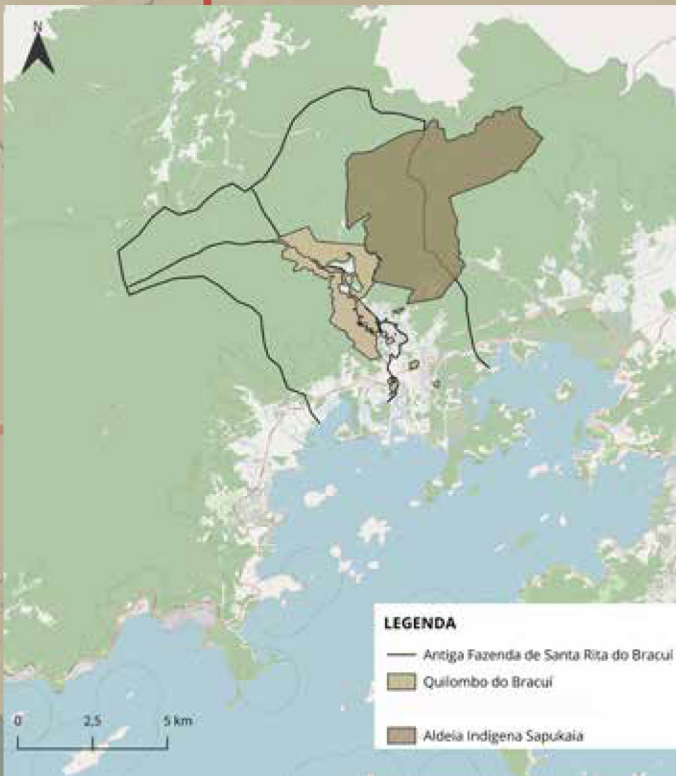 N
LEGENDA
Antiga Fazenda de Santa Rita do Bracuí
Quilombo do Bracuí
Aldeia Indígena Sapukaia
0 2,5 5 km